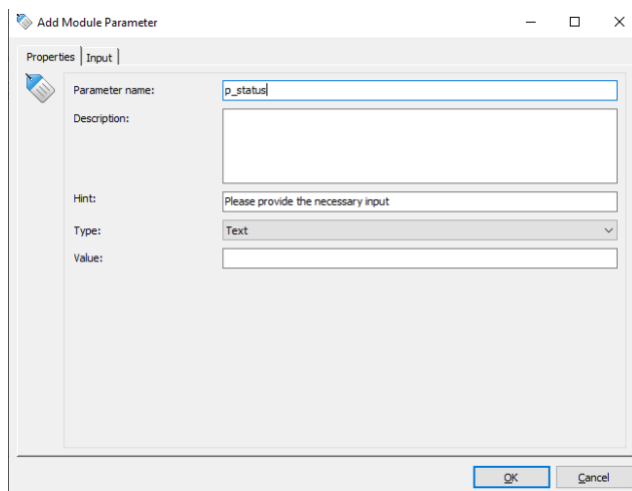 Add Module Parameter
Properties Input
Parameter name: p_status
Description:
Hint: Please provide the necessary input
Type: Text
Value:
OK Cancel